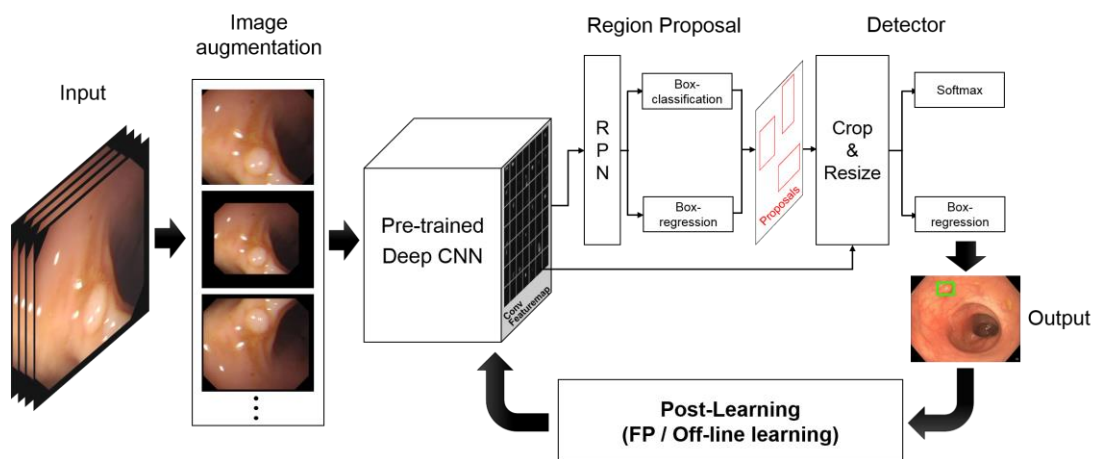 Input
Image
augmentation
Pre-trained
Deep CNN
Conv
Featuremap
Region Proposal
RPN
Box-
classification
Box-
regression
Proposals
Detector
Crop
&
Resize
Softmax
Box-
regression
Output
Post-Learning
(FP / Off-line learning)